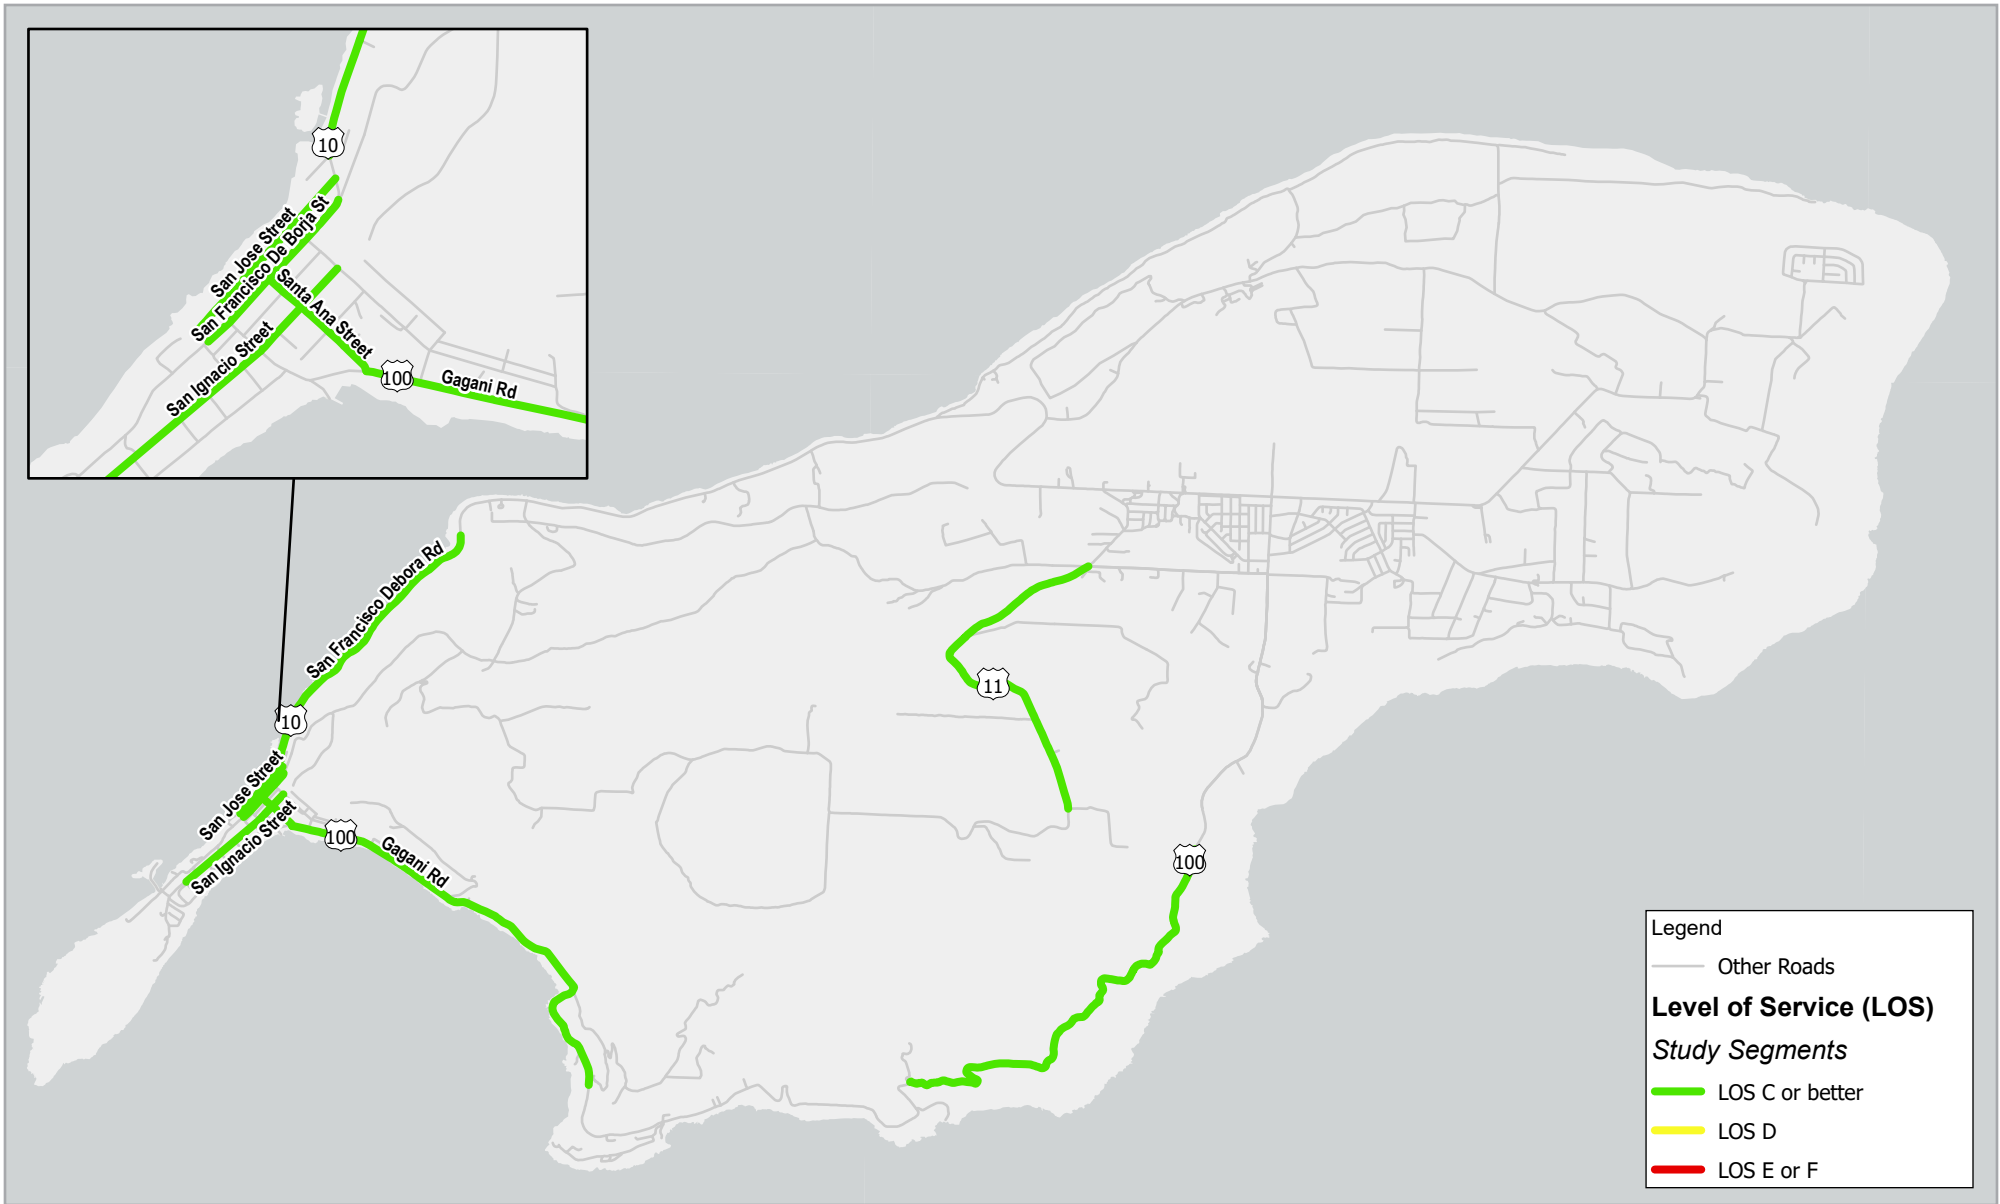 10
San Jose Street
San Francisco De Borja St
Santa Ana Street
San Ignacio Street
100
Gagani Rd
San Francisco Debora Rd
10
San Jose Street
San Ignacio Street
100
Gagani Rd
11
100
Legend
Other Roads
Level of Service (LOS)
Study Segments
LOS C or better
LOS D
LOS E or F